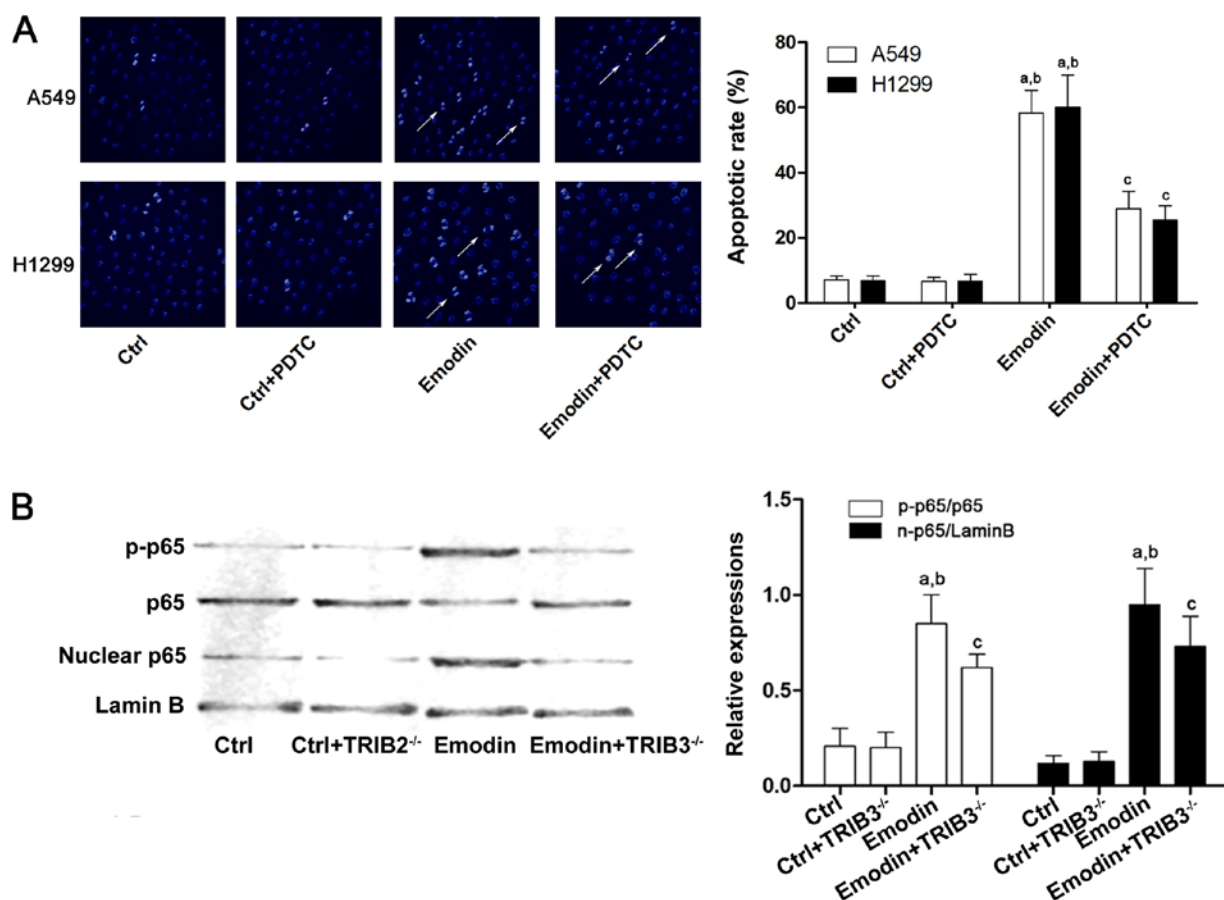 A
A549
H1299
Ctrl
Ctrl+PDTC
Emodin
Emodin+PDTC
Apoptotic rate (%)
80
60
40
20
0
A549
H1299
a,b
a,b
c
c
Ctrl
Ctrl+PDTC
Emodin
Emodin+PDTC
B
p-p65
p65
Nuclear p65
Lamin B
Ctrl
Ctrl+TRIB2-/-
Emodin
Emodin+TRIB3-/-
Relative expressions
1.5
1.0
0.5
0.0
p-p65/p65
n-p65/LaminB
a,b
c
a,b
c
Ctrl
Ctrl+TRIB3-/-
Emodin
Emodin+TRIB3-/-
Ctrl
Ctrl+TRIB3-/-
Emodin
Emodin+TRIB3-/-